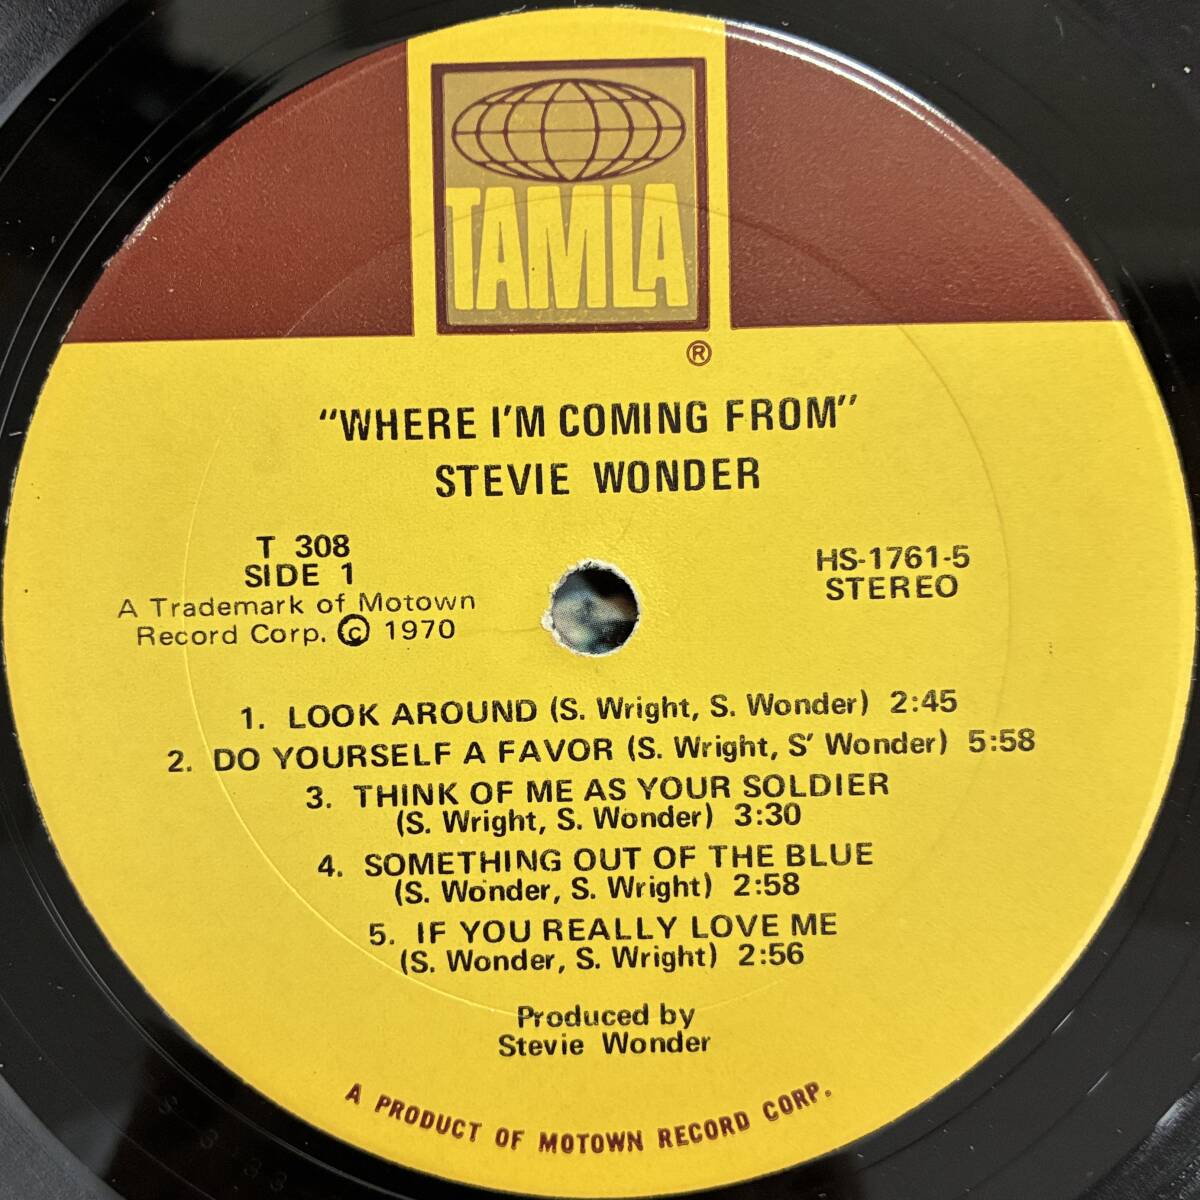 TAMLA
®
"WHERE I'M COMING FROM"
STEVIE WONDER
T 308
SIDE 1
A Trademark of Motown
Record Corp. © 1970
HS-1761-5
STEREO
1. LOOK AROUND (S. Wright, S. Wonder) 2:45
2. DO YOURSELF A FAVOR (S. Wright, S' Wonder) 5:58
3. THINK OF ME AS YOUR SOLDIER
(S. Wright, S. Wonder) 3:30
4. SOMETHING OUT OF THE BLUE
(S. Wonder, S. Wright) 2:58
5. IF YOU REALLY LOVE ME
(S. Wonder, S. Wright) 2:56
Produced by
Stevie Wonder
A PRODUCT OF MOTOWN RECORD CORP.